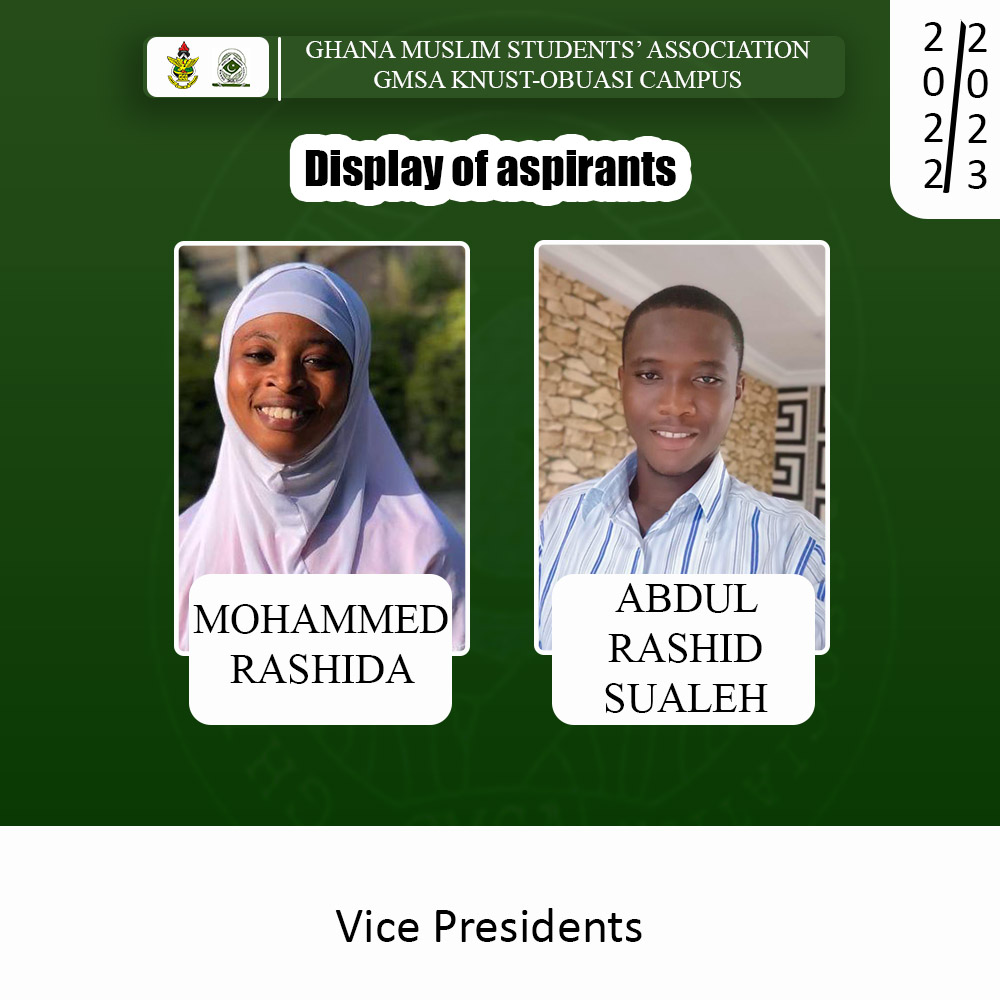 GHANA MUSLIM STUDENTS' ASSOCIATION
GMSA KNUST-OBUASI CAMPUS
2022/2023
Display of aspirants
MOHAMMED
RASHIDA
ABDUL
RASHID
SUALEH
Vice Presidents